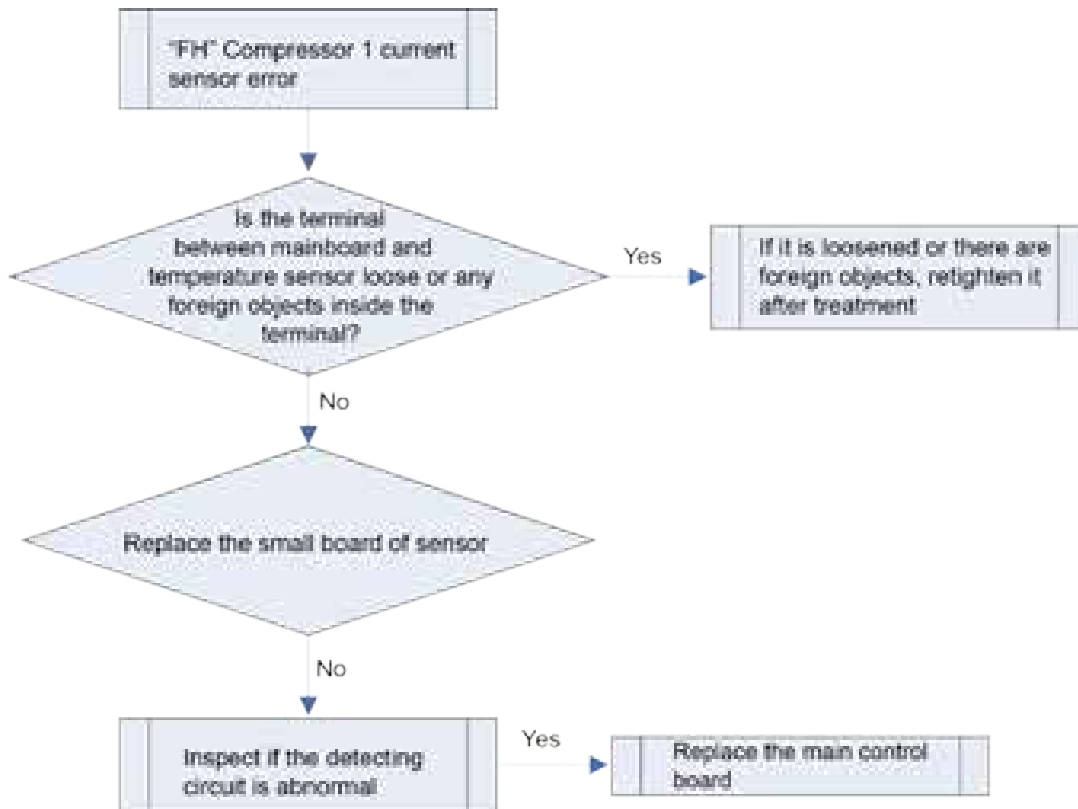 "FH" Compressor 1 current
sensor error
Is the terminal
between mainboard and
temperature sensor loose or any
foreign objects inside the
terminal?
Yes
If it is loosened or there are
foreign objects, retighten it
after treatment
No
Replace the small board of sensor
No
Inspect if the detecting
circuit is abnormal
Yes
Replace the main control
board